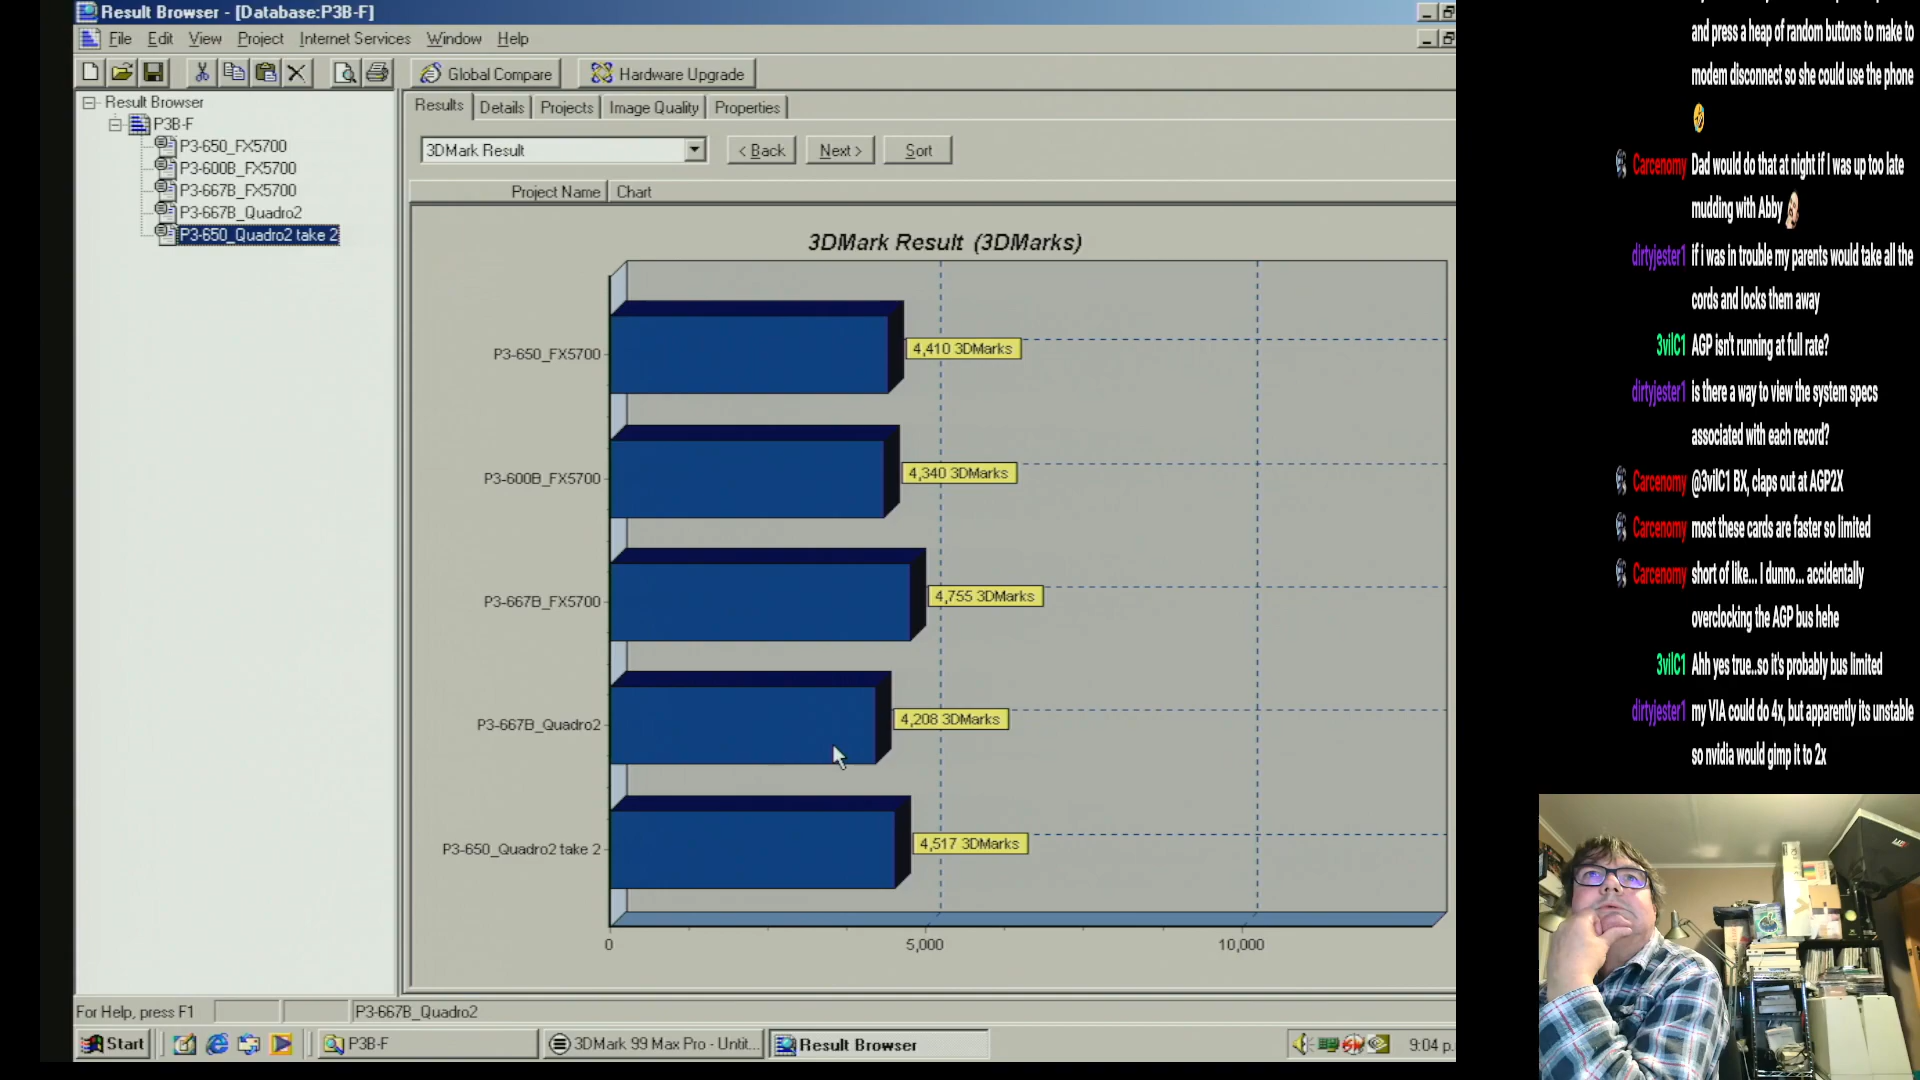 Result Browser - [Database:P3B-F]
File Edit View Project Internet Services Window Help
Global Compare Hardware Upgrade
Result Browser
P3B-F
P3-650_FX5700
P3-600B_FX5700
P3-667B_FX5700
P3-667B_Quadro2
P3-650_Quadro2 take 2
Results Details Projects Image Quality Properties
3DMark Result < Back Next > Sort
Project Name Chart
3DMark Result (3DMarks)
P3-650_FX5700 4,410 3DMarks
P3-600B_FX5700 4,340 3DMarks
P3-667B_FX5700 4,755 3DMarks
P3-667B_Quadro2 4,208 3DMarks
P3-650_Quadro2 take 2 4,517 3DMarks
0 5,000 10,000
For Help, press F1 P3-667B_Quadro2
Start P3B-F 3DMark 99 Max Pro - Untit... Result Browser 9:04 p.
and press a heap of random buttons to make to
modem disconnect so she could use the phone
Carcenomy Dad would do that at night if I was up too late
mudding with Abby
dirtyjester1 if i was in trouble my parents would take all the
cords and locks them away
3vilC1 AGP isn't running at full rate?
dirtyjester1 is there a way to view the system specs
associated with each record?
Carcenomy @3vilC1 BX, claps out at AGP2X
Carcenomy most these cards are faster so limited
Carcenomy short of like... I dunno... accidentally
overclocking the AGP bus hehe
3vilC1 Ahh yes true..so it's probably bus limited
dirtyjester1 my VIA could do 4x, but apparently its unstable
so nvidia would gimp it to 2x